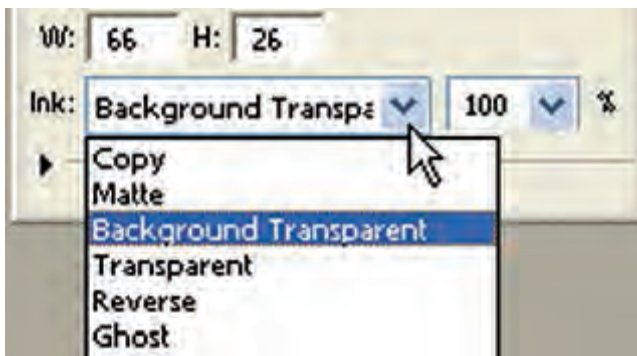 W: 66 H: 26
Ink: Background Transpa 100 %
Copy
Matte
Background Transparent
Transparent
Reverse
Ghost